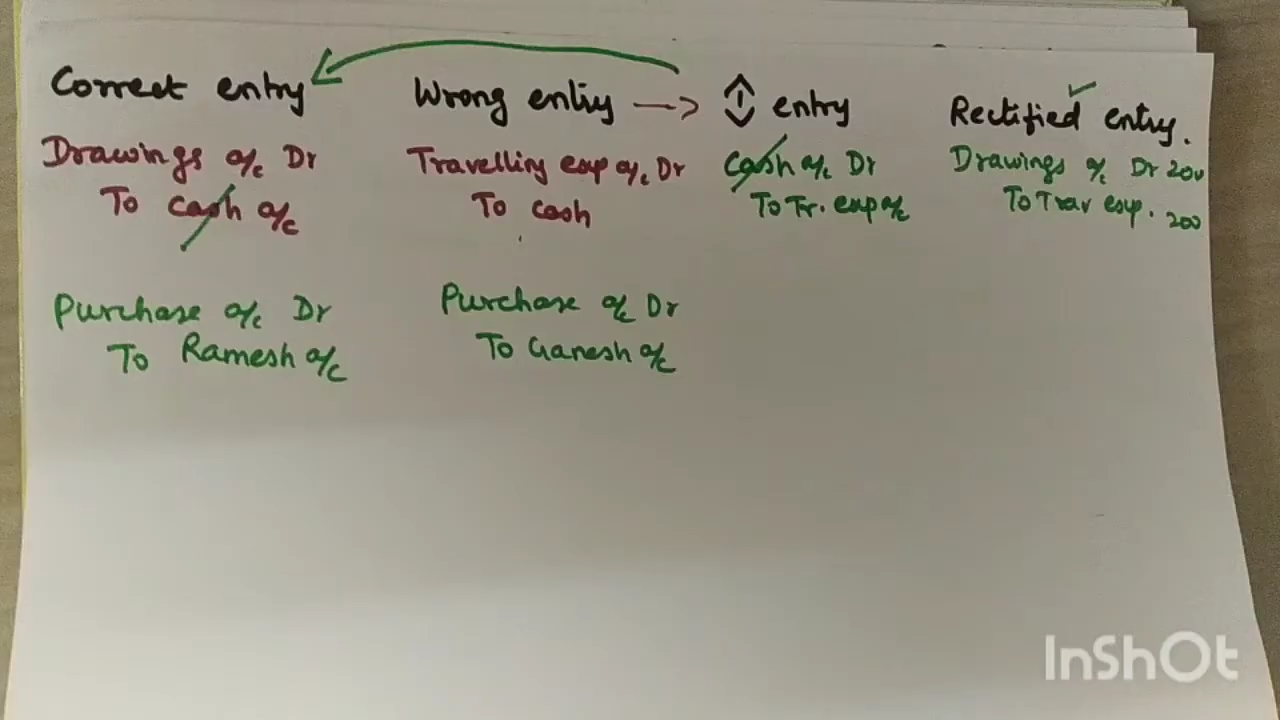 Correct entry Wrong entry → entry Rectified entry.
Drawings a/c Dr Travelling exp a/c Dr Cash a/c Dr Drawings a/c Dr 200
To cash a/c To cash To Tr. exp a/c To Trav exp. 200
Purchase a/c Dr Purchase a/c Dr
To Ramesh a/c To Ganesh a/c
InShOt